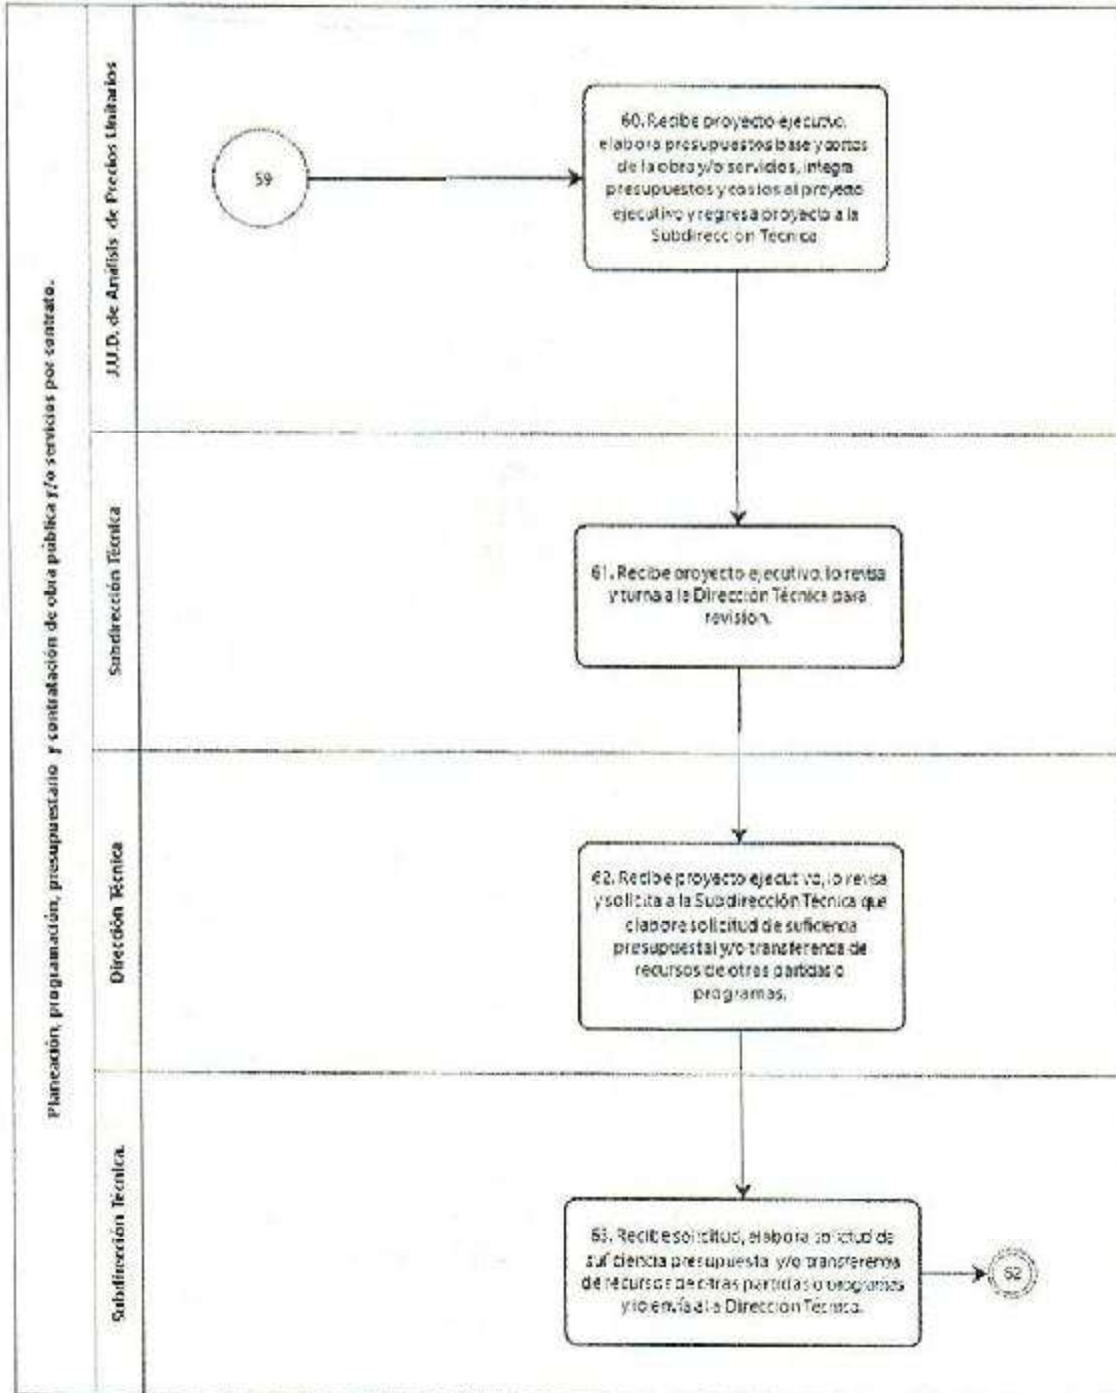 Planeación, programación, presupuestario y contratación de obra pública y/o servicios por contrato.
J.U.D. de Análisis de Precios Unitarios
59
60. Recibe proyecto ejecutivo,
elabora presupuestos base y costos
de la obra y/o servicios, integra
presupuestos y costos al proyecto
ejecutivo y regresa proyecto a la
Subdirección Técnica
Subdirección Técnica
61. Recibe proyecto ejecutivo, lo revisa
y turna a la Dirección Técnica para
revisión.
Dirección Técnica
62. Recibe proyecto ejecutivo, lo revisa
y solicita a la Subdirección Técnica que
elabore solicitud de suficiencia
presupuestal y/o transferencia de
recursos de otras partidas o
programas.
Subdirección Técnica.
63. Recibe solicitud, elabora solicitud de
suficiencia presupuestal y/o transferencia
de recursos de otras partidas o programas
y lo envía a la Dirección Técnica.
62